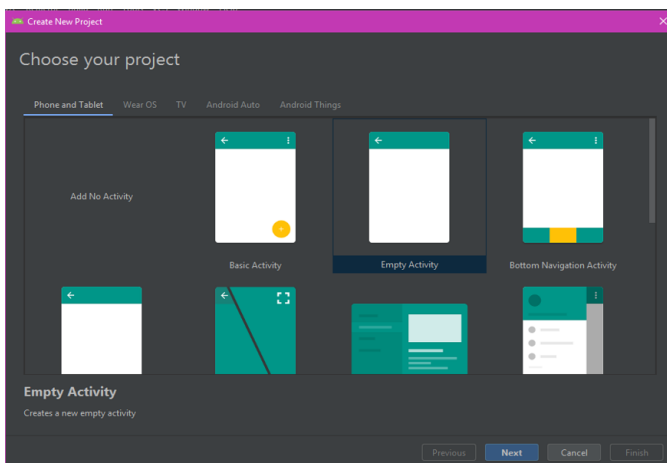 Create New Project
Choose your project
Phone and Tablet
Wear OS
TV
Android Auto
Android Things
Add No Activity
Basic Activity
Empty Activity
Bottom Navigation Activity
Empty Activity
Creates a new empty activity
Previous
Next
Cancel
Finish